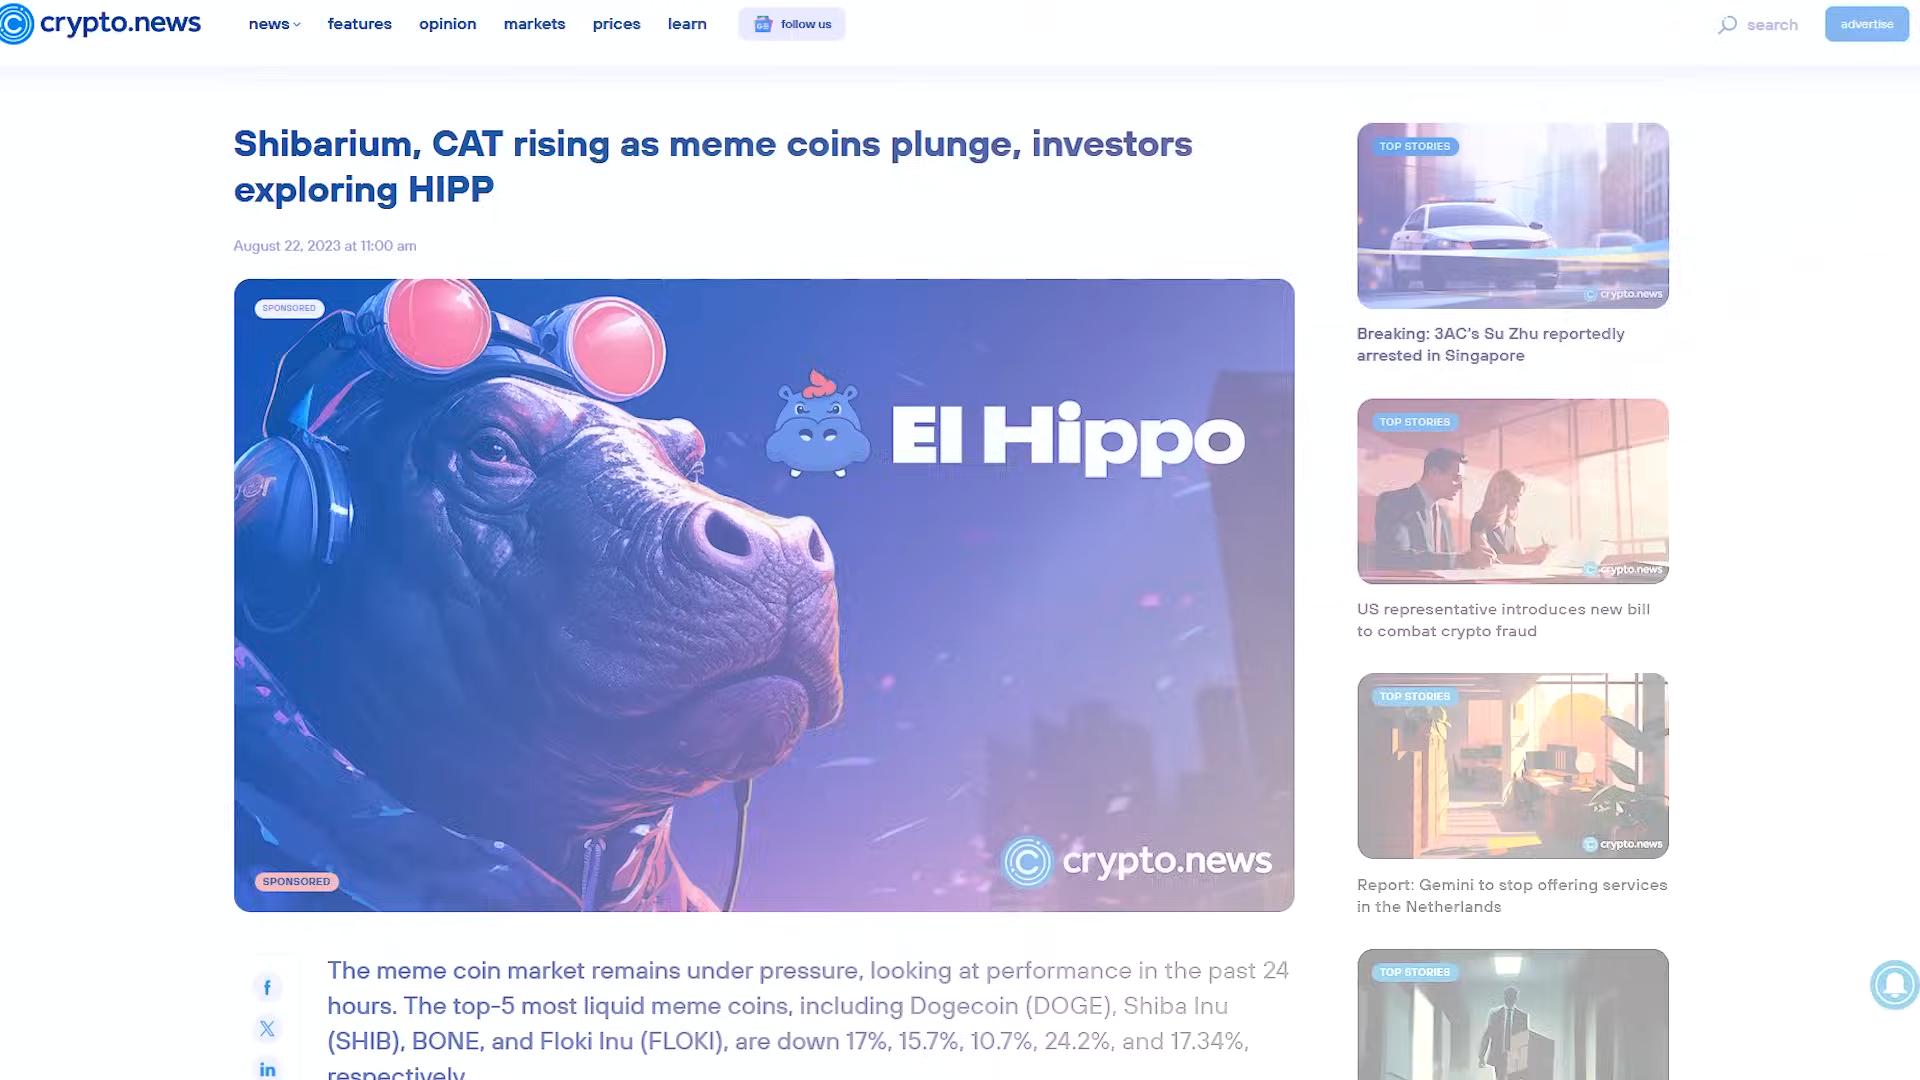 crypto.news
news
features
opinion
markets
prices
learn
follow us
search
advertise
Shibarium, CAT rising as meme coins plunge, investors
exploring HIPP
August 22, 2023 at 11:00 am
SPONSORED
El Hippo
crypto.news
SPONSORED
The meme coin market remains under pressure, looking at performance in the past 24
hours. The top-5 most liquid meme coins, including Dogecoin (DOGE), Shiba Inu
(SHIB), BONE, and Floki Inu (FLOKI), are down 17%, 15.7%, 10.7%, 24.2%, and 17.34%,
respectively.
TOP STORIES
crypto.news
Breaking: 3AC's Su Zhu reportedly
arrested in Singapore
TOP STORIES
crypto.news
US representative introduces new bill
to combat crypto fraud
TOP STORIES
crypto.news
Report: Gemini to stop offering services
in the Netherlands
TOP STORIES